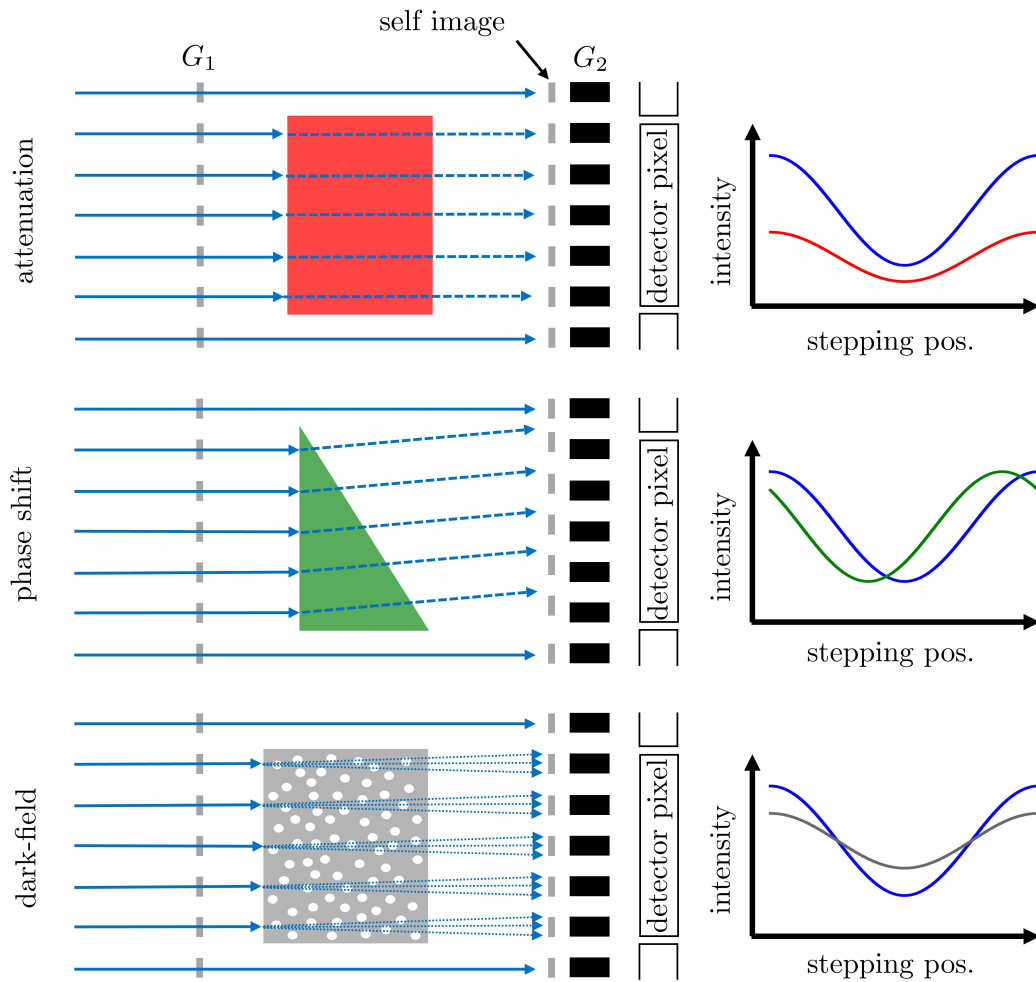 self image
G₁
G₂
attenuation
detector pixel
intensity
stepping pos.
phase shift
detector pixel
intensity
stepping pos.
dark-field
detector pixel
intensity
stepping pos.